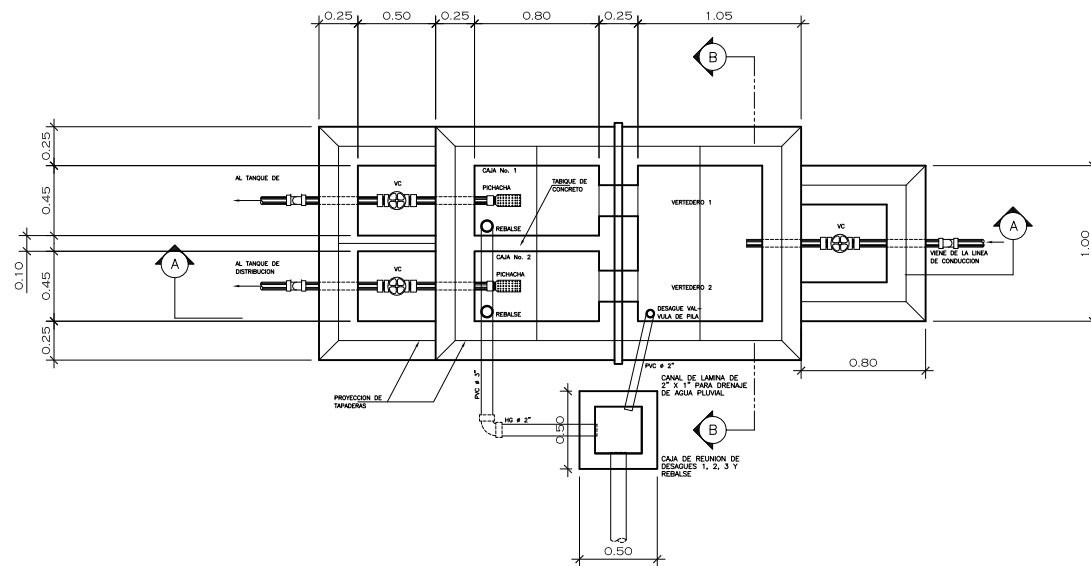 0.25
0.50
0.25
0.80
0.25
1.05
B
0.25
0.45
0.10
0.45
0.25
AL TANQUE DE
VC
CAJA No. 1
PICHACHA
TABIQUE DE
CONCRETO
REBALSE
VERTEDERO 1
VC
A
VIENE DE LA LINEA
DE CONDUCCION
1.00
A
AL TANQUE DE
DISTRIBUCION
VC
CAJA No. 2
PICHACHA
REBALSE
VERTEDERO 2
DESAGUE VAL-
VULA DE PILA
0.80
PROYECCION DE
TAPADERAS
PVC ø 3"
HG ø 2"
PVC ø 2"
CANAL DE LAMINA DE
2" X 1" PARA DRENAJE
DE AGUA PLUVIAL
B
0.50
CAJA DE REUNION DE
DESAGUES 1, 2, 3 Y
REBALSE
0.50